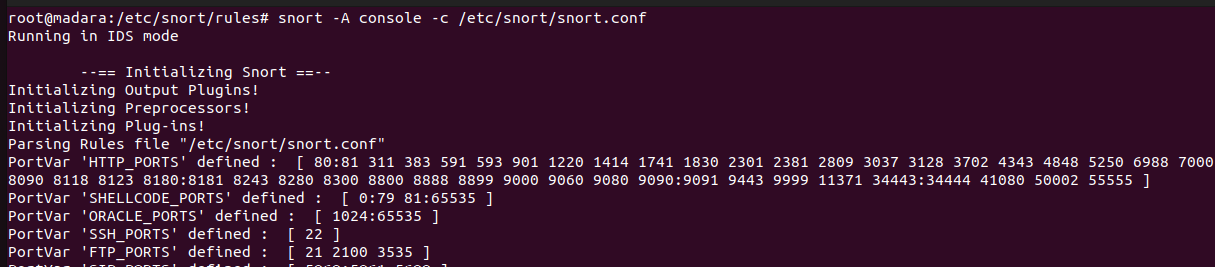 root@madara:/etc/snort/rules# snort -A console -c /etc/snort/snort.conf
Running in IDS mode
--== Initializing Snort ==--
Initializing Output Plugins!
Initializing Preprocessors!
Initializing Plug-ins!
Parsing Rules file "/etc/snort/snort.conf"
PortVar 'HTTP_PORTS' defined :  [ 80:81 311 383 591 593 901 1220 1414 1741 1830 2301 2381 2809 3037 3128 3702 4343 4848 5250 6988 7000
8090 8118 8123 8180:8181 8243 8280 8300 8800 8888 8899 9000 9060 9080 9090:9091 9443 9999 11371 34443:34444 41080 50002 55555 ]
PortVar 'SHELLCODE_PORTS' defined :  [ 0:79 81:65535 ]
PortVar 'ORACLE_PORTS' defined :  [ 1024:65535 ]
PortVar 'SSH_PORTS' defined :  [ 22 ]
PortVar 'FTP_PORTS' defined :  [ 21 2100 3535 ]